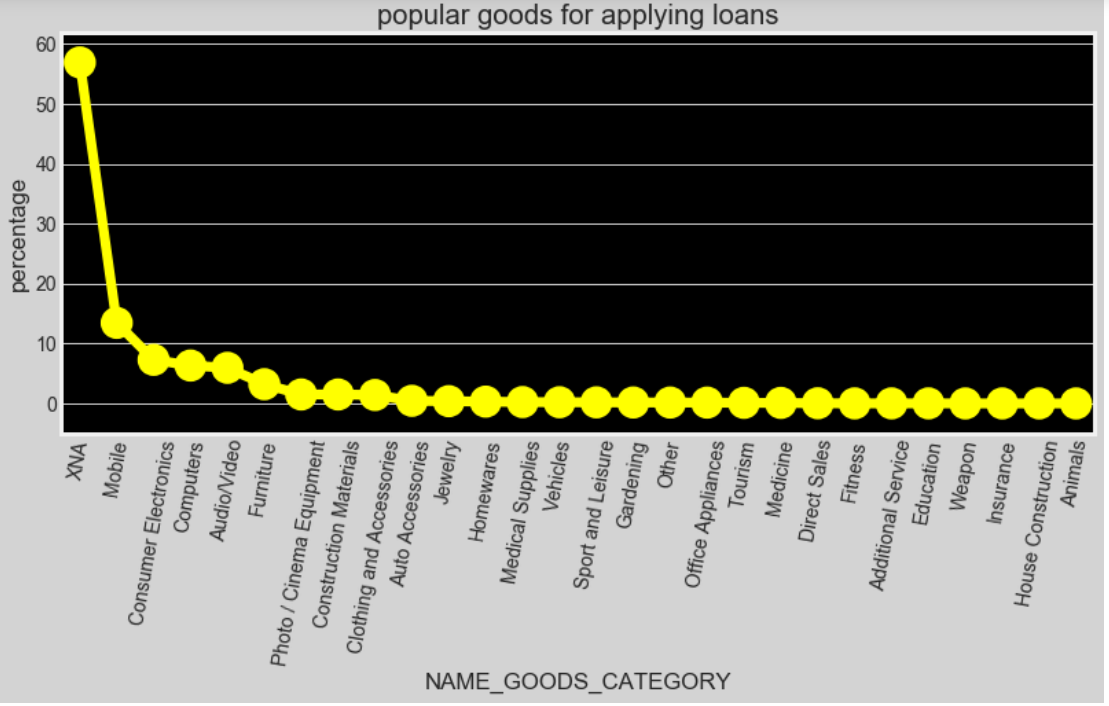 popular goods for applying loans
percentage
60
50
40
30
20
10
0
XNA
Mobile
Consumer Electronics
Computers
Audio/Video
Furniture
Photo / Cinema Equipment
Construction Materials
Clothing and Accessories
Auto Accessories
Jewelry
Homewares
Medical Supplies
Vehicles
Sport and Leisure
Gardening
Other
Office Appliances
Tourism
Medicine
Direct Sales
Fitness
Additional Service
Education
Weapon
Insurance
House Construction
Animals
NAME_GOODS_CATEGORY